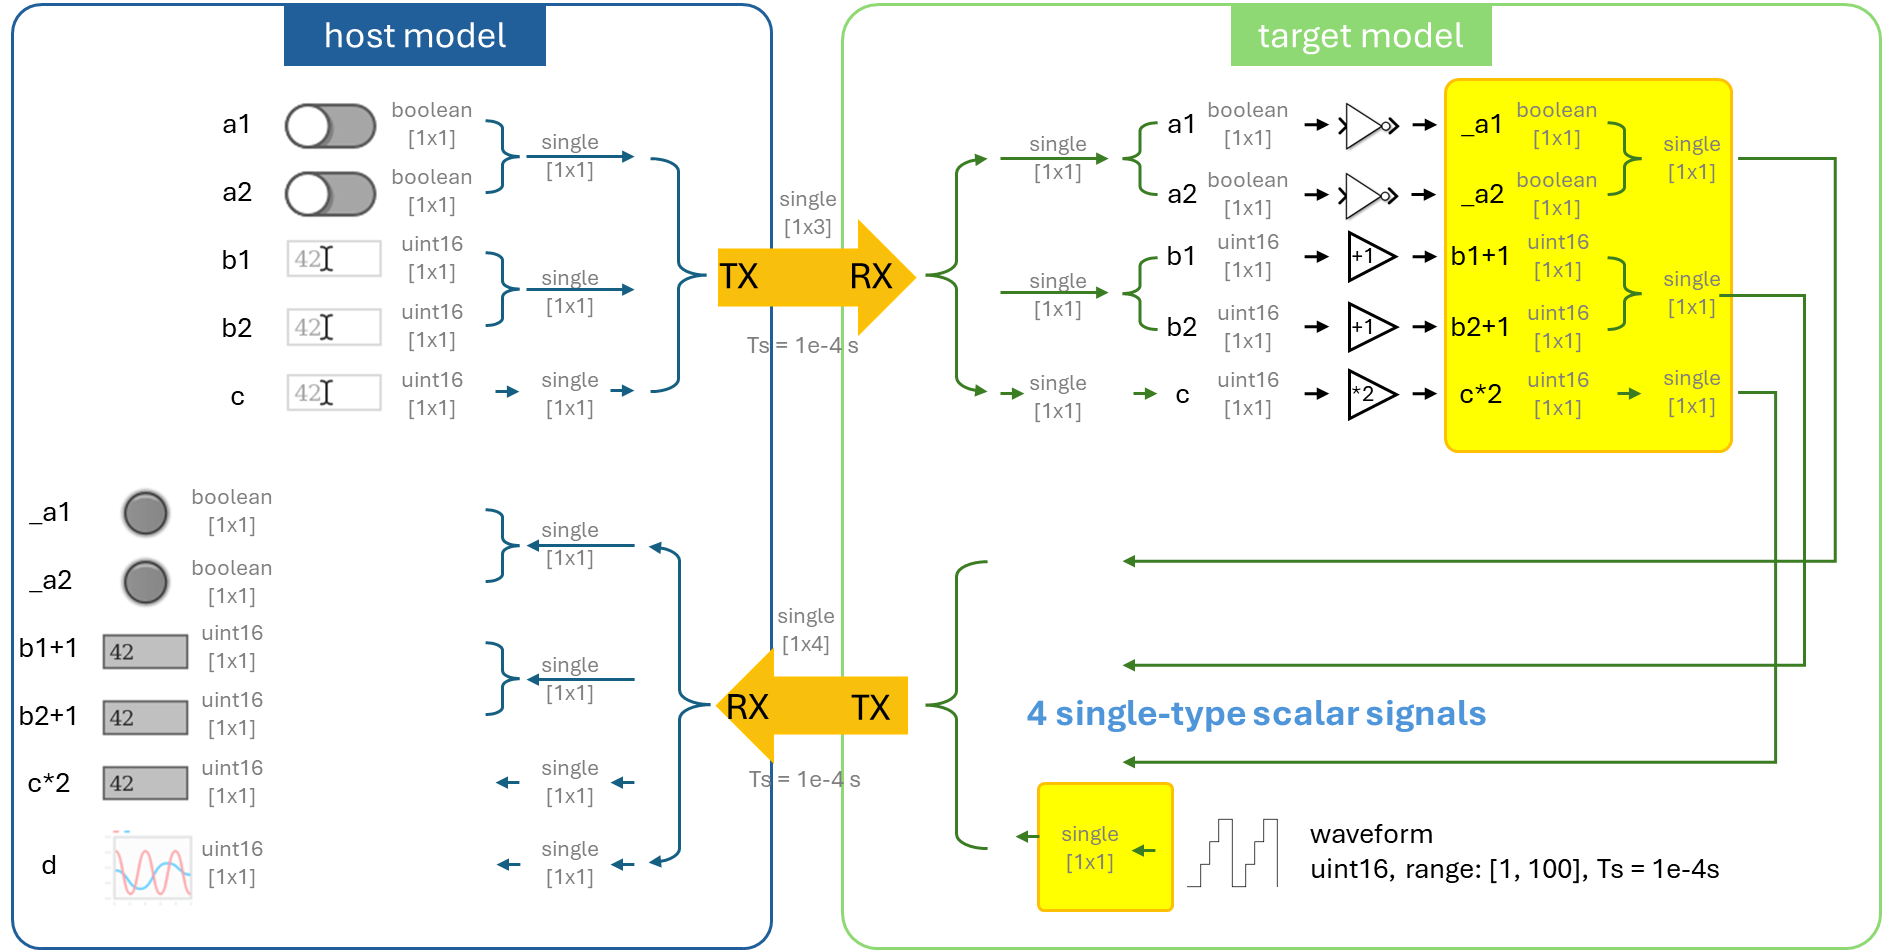 host model
target model
a1
boolean
[1x1]
a2
boolean
[1x1]
single
[1x1]
b1
42
uint16
[1x1]
b2
42
uint16
[1x1]
single
[1x1]
c
42
uint16
[1x1]
single
[1x1]
single
[1x3]
TX
RX
Ts = 1e-4 s
single
[1x1]
a1
boolean
[1x1]
_a1
boolean
[1x1]
a2
boolean
[1x1]
_a2
boolean
[1x1]
single
[1x1]
single
[1x1]
b1
uint16
[1x1]
+1
b1+1
uint16
[1x1]
b2
uint16
[1x1]
+1
b2+1
uint16
[1x1]
single
[1x1]
single
[1x1]
c
uint16
[1x1]
*2
c*2
uint16
[1x1]
single
[1x1]
_a1
boolean
[1x1]
_a2
boolean
[1x1]
single
[1x1]
b1+1
42
uint16
[1x1]
b2+1
42
uint16
[1x1]
single
[1x1]
c*2
42
uint16
[1x1]
single
[1x1]
d
uint16
[1x1]
single
[1x1]
single
[1x4]
RX
TX
Ts = 1e-4 s
4 single-type scalar signals
single
[1x1]
waveform
uint16, range: [1, 100], Ts = 1e-4s